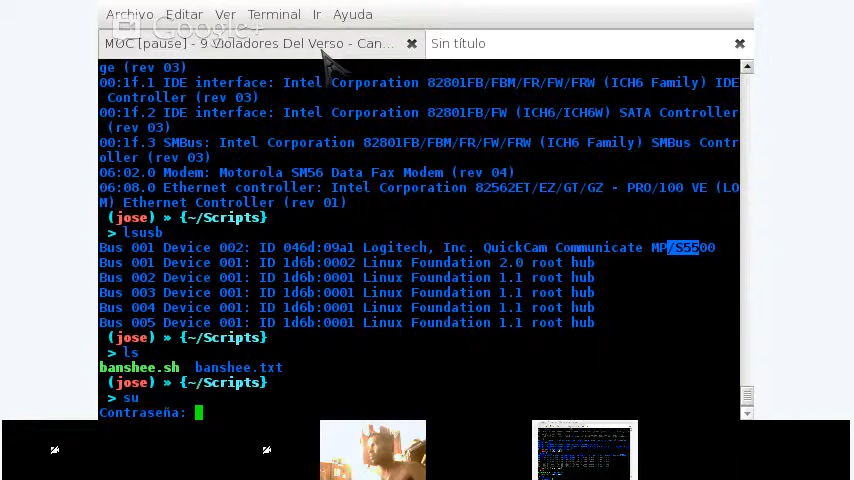 Archivo Editar Ver Terminal Ir Ayuda
Google+
MOC [pause] - 9 Violadores Del Verso - Can...
Sin título
ge (rev 03)
00:1f.1 IDE interface: Intel Corporation 82801FB/FBM/FR/FW/FRW (ICH6 Family) IDE
Controller (rev 03)
00:1f.2 IDE interface: Intel Corporation 82801FB/FW (ICH6/ICH6W) SATA Controller
(rev 03)
00:1f.3 SMBus: Intel Corporation 82801FB/FBM/FR/FW/FRW (ICH6 Family) SMBus Contr
oller (rev 03)
06:02.0 Modem: Motorola SM56 Data Fax Modem (rev 04)
06:08.0 Ethernet controller: Intel Corporation 82562ET/EZ/GT/GZ - PRO/100 VE (LO
M) Ethernet Controller (rev 01)
(jose) » {~/Scripts}
> lsusb
Bus 001 Device 002: ID 046d:09a1 Logitech, Inc. QuickCam Communicate MP/S5500
Bus 001 Device 001: ID 1d6b:0002 Linux Foundation 2.0 root hub
Bus 002 Device 001: ID 1d6b:0001 Linux Foundation 1.1 root hub
Bus 003 Device 001: ID 1d6b:0001 Linux Foundation 1.1 root hub
Bus 004 Device 001: ID 1d6b:0001 Linux Foundation 1.1 root hub
Bus 005 Device 001: ID 1d6b:0001 Linux Foundation 1.1 root hub
(jose) » {~/Scripts}
> ls
banshee.sh banshee.txt
(jose) » {~/Scripts}
> su
Contraseña: